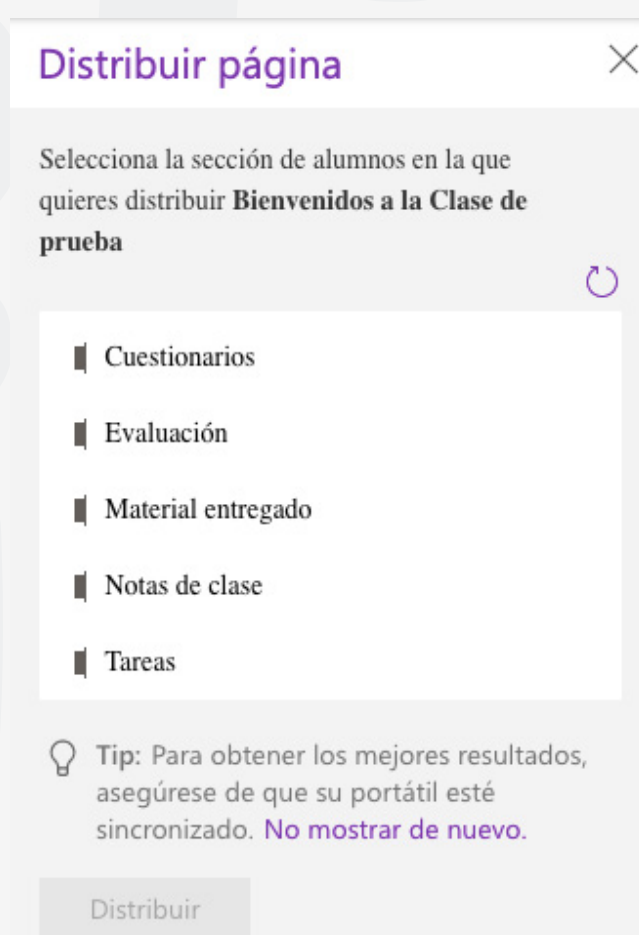 Distribuir página
Selecciona la sección de alumnos en la que
quieres distribuir Bienvenidos a la Clase de
prueba
Cuestionarios
Evaluación
Material entregado
Notas de clase
Tareas
Tip: Para obtener los mejores resultados,
asegúrese de que su portátil esté
sincronizado. No mostrar de nuevo.
Distribuir